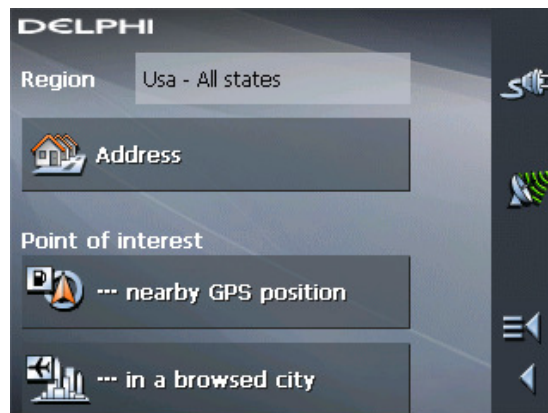 DELPHI
Region Usa - All states
Address
Point of interest
P
... nearby GPS position
... in a browsed city